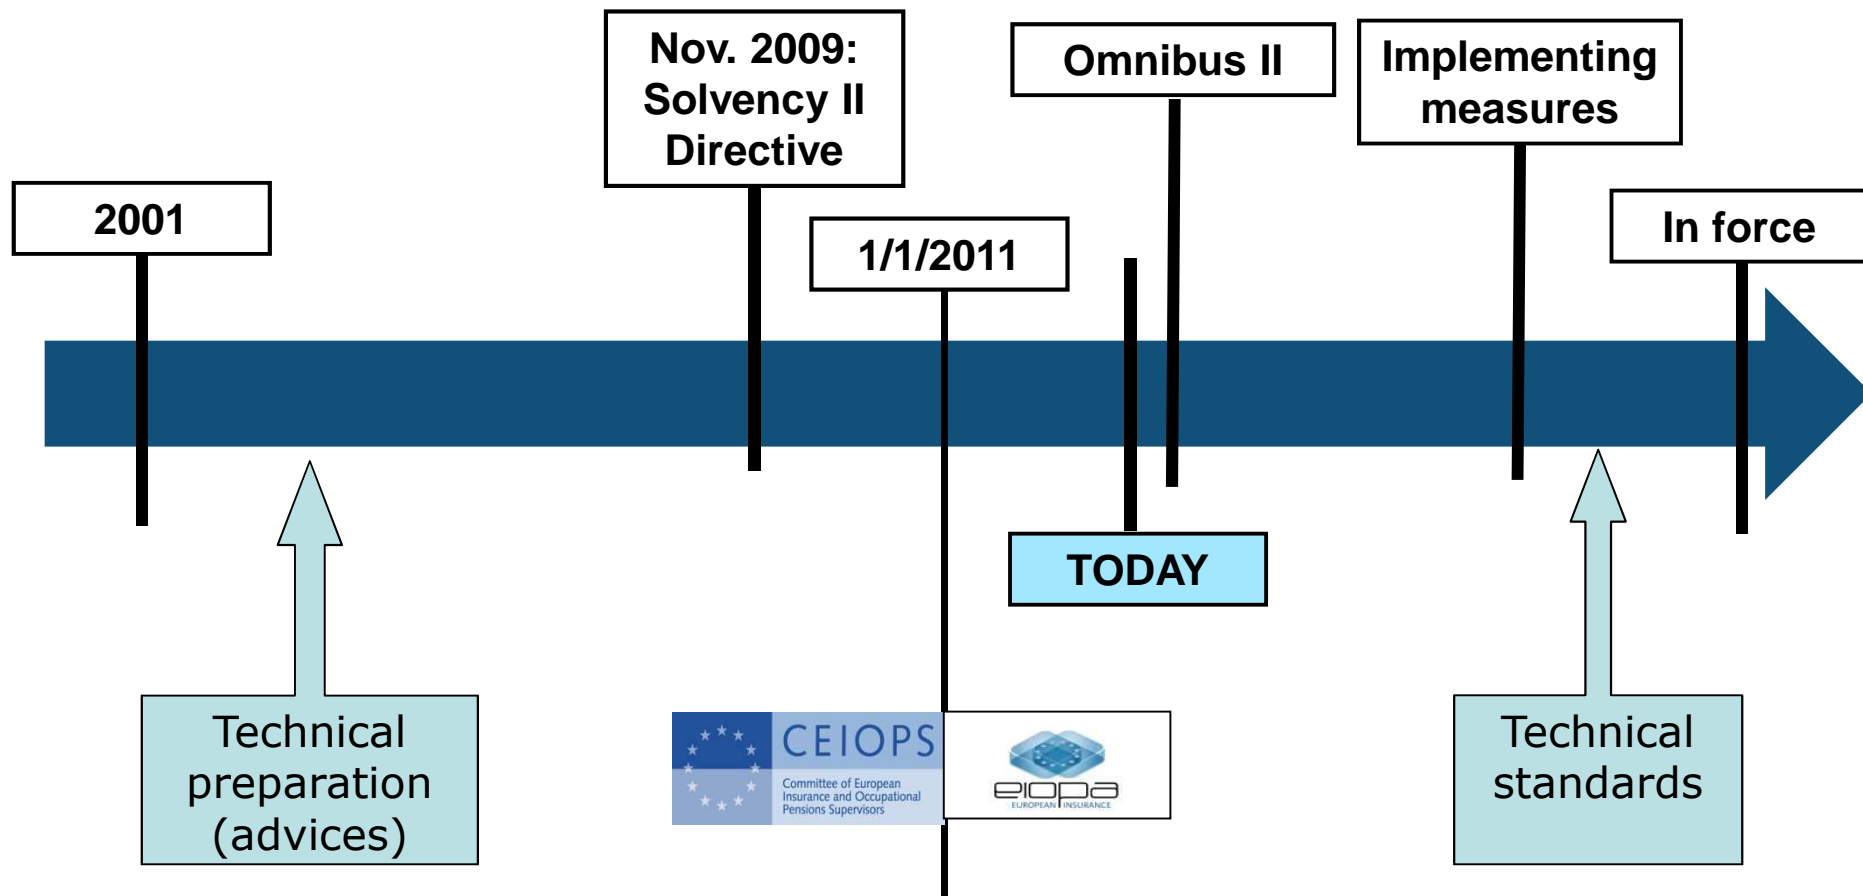 Nov. 2009:
Solvency II
Directive
Omnibus II
Implementing
measures
2001
1/1/2011
In force
TODAY
Technical
preparation
(advices)
CEIOPS
Committee of European
Insurance and Occupational
Pensions Supervisors
eiopa
EUROPEAN INSURANCE
Technical
standards